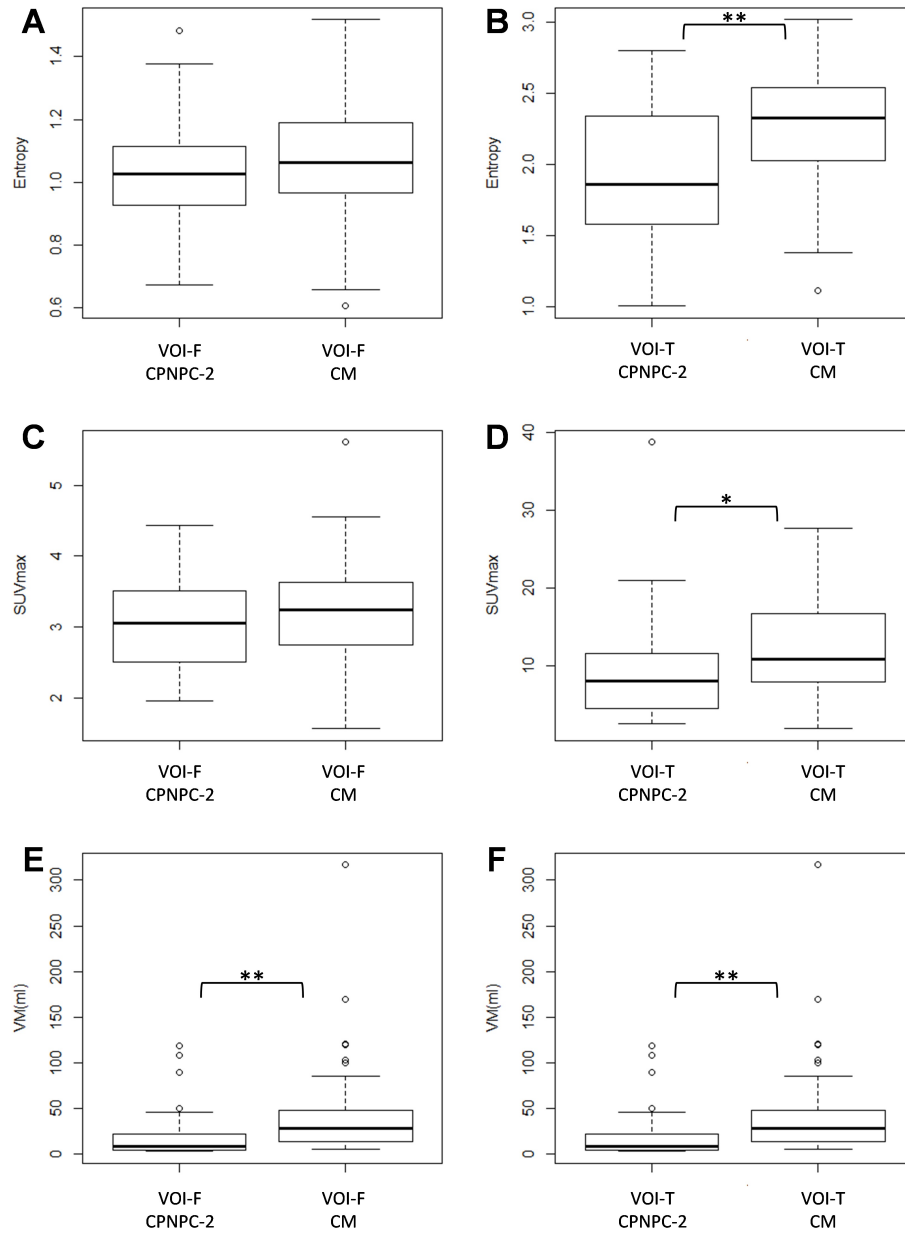 A
Entropy
1.4
1.2
1.0
0.8
0.6
VOI-F
CPNPC-2
VOI-F
CM
B
**
Entropy
3.0
2.5
2.0
1.5
1.0
VOI-T
CPNPC-2
VOI-T
CM
C
SUVmax
5
4
3
2
VOI-F
CPNPC-2
VOI-F
CM
D
*
SUVmax
40
30
20
10
VOI-T
CPNPC-2
VOI-T
CM
E
**
VM(ml)
300
250
200
150
100
50
0
VOI-F
CPNPC-2
VOI-F
CM
F
**
VM(ml)
300
250
200
150
100
50
0
VOI-T
CPNPC-2
VOI-T
CM